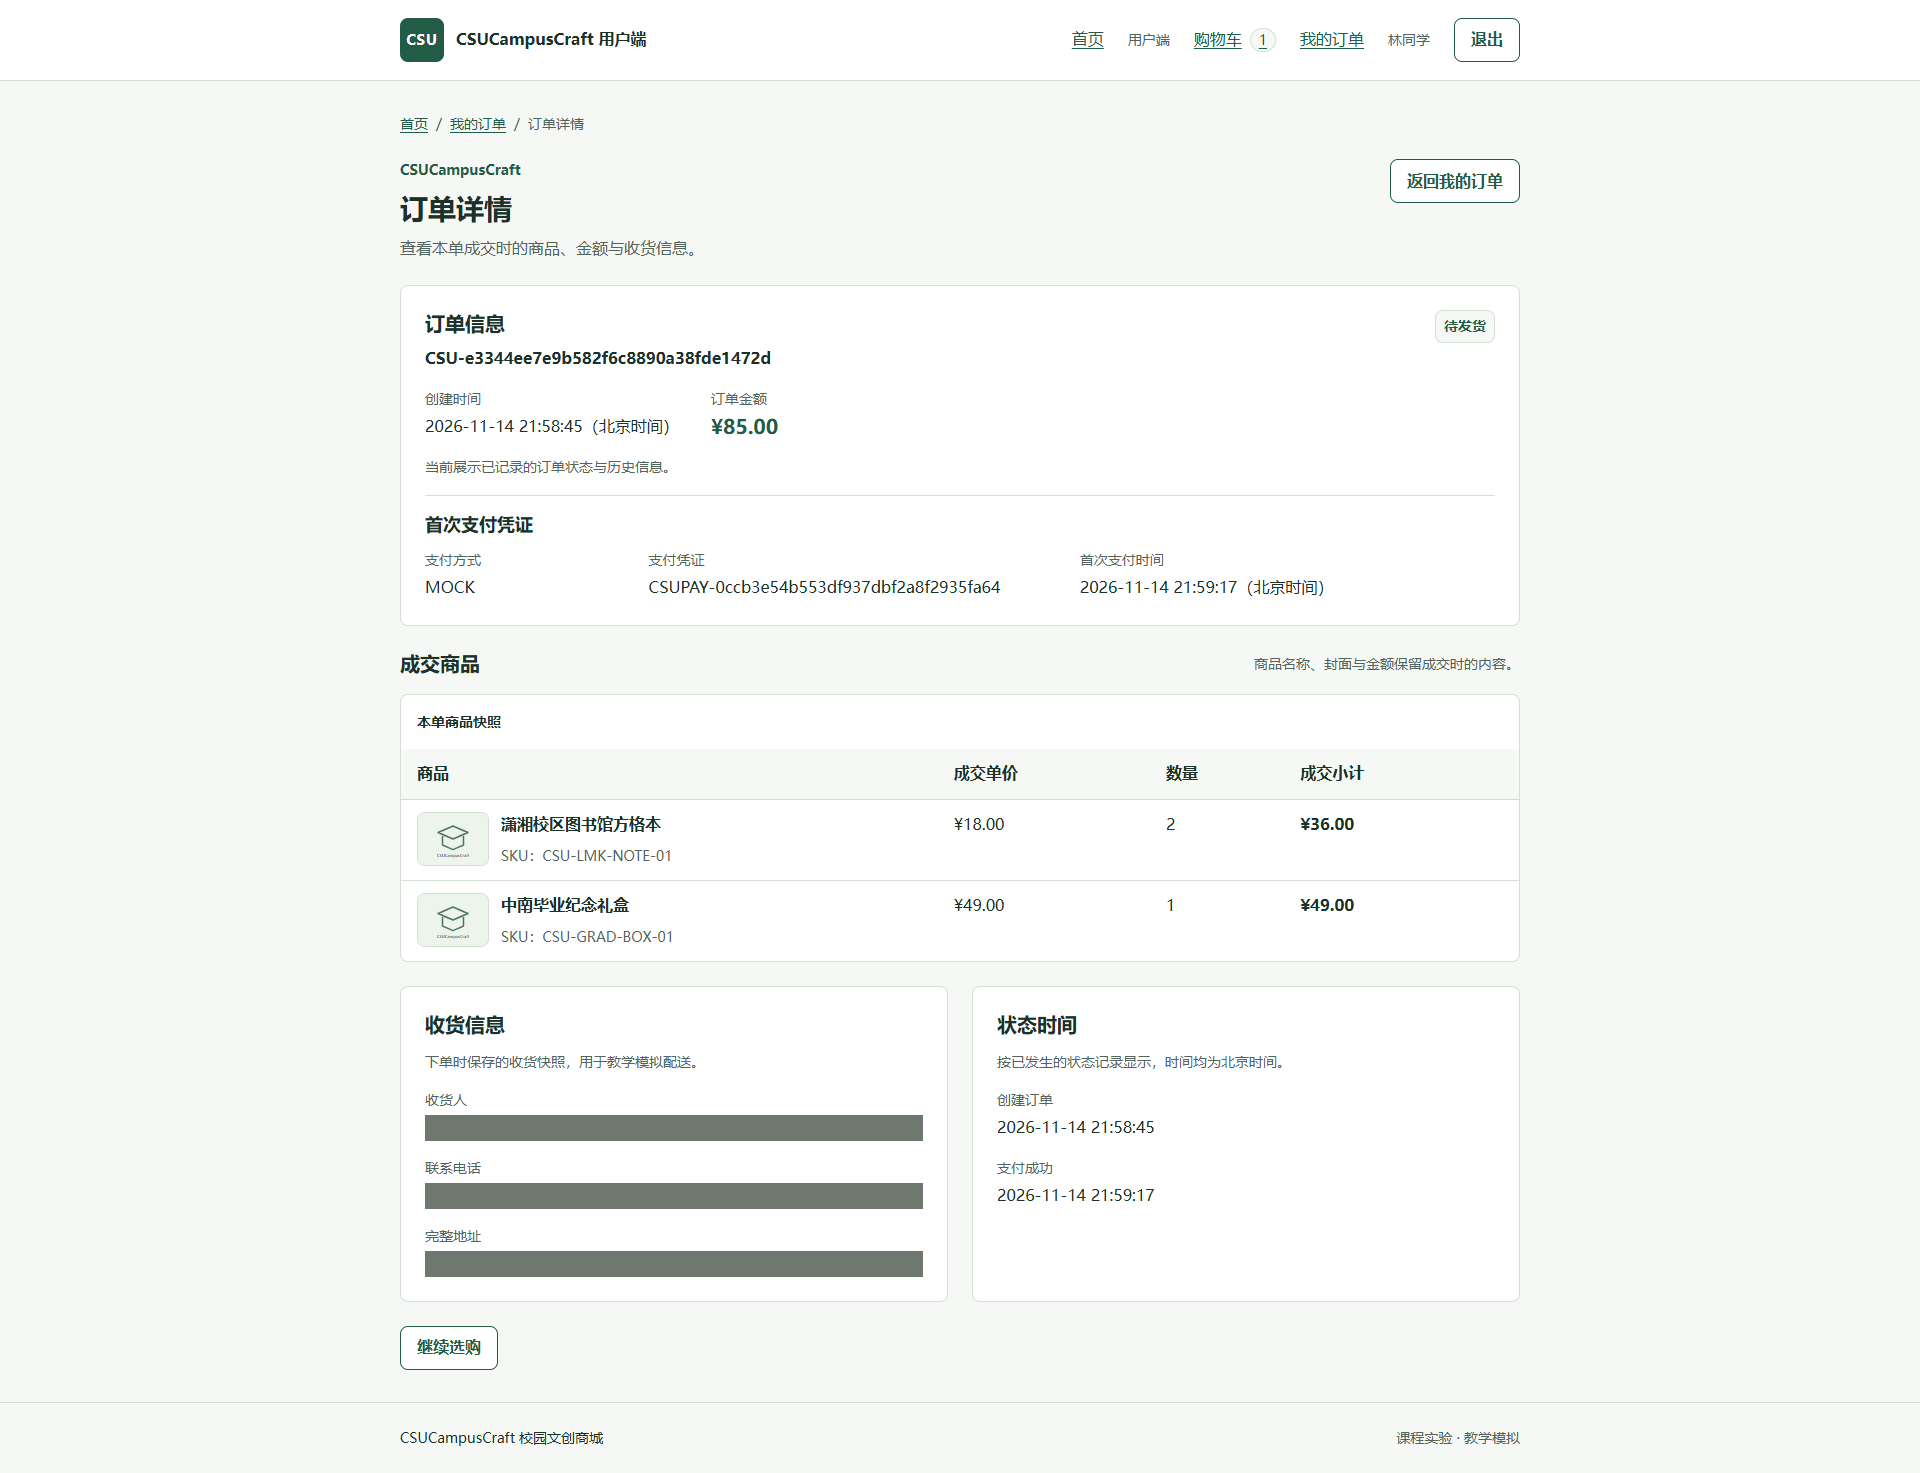 CSU CSUCampusCraft 用户端 首页 用户端 购物车 1 我的订单 林同学 退出
首页 / 我的订单 / 订单详情
CSUCampusCraft
返回我的订单
订单详情
查看本单成交时的商品、金额与收货信息。
订单信息 待发货
CSU-e3344ee7e9b582f6c8890a38fde1472d
创建时间 订单金额
2026-11-14 21:58:45（北京时间） ¥85.00
当前展示已记录的订单状态与历史信息。
首次支付凭证
支付方式 支付凭证 首次支付时间
MOCK CSUPAY-0ccb3e54b553df937dbf2a8f2935fa64 2026-11-14 21:59:17（北京时间）
成交商品 商品名称、封面与金额保留成交时的内容。
本单商品快照
商品 成交单价 数量 成交小计
CSUCampusCraft
潇湘校区图书馆方格本 ¥18.00 2 ¥36.00
SKU：CSU-LMK-NOTE-01
CSUCampusCraft
中南毕业纪念礼盒 ¥49.00 1 ¥49.00
SKU：CSU-GRAD-BOX-01
收货信息
下单时保存的收货快照，用于教学模拟配送。
收货人
联系电话
完整地址
状态时间
按已发生的状态记录显示，时间均为北京时间。
创建订单
2026-11-14 21:58:45
支付成功
2026-11-14 21:59:17
继续选购
CSUCampusCraft 校园文创商城 课程实验 · 教学模拟